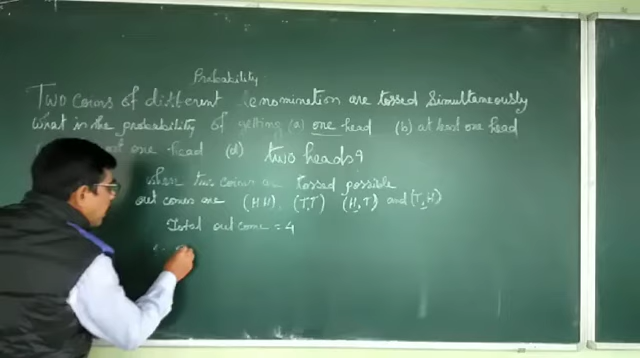 Probability
Two coins of different denomination are tossed simultaneously
What is the probability of getting (a) one head (b) at least one head
one head (d) two heads?
when two coins are tossed possible
out comes are (H H), (T,T) (H,T) and (T,H)
Total out come = 4